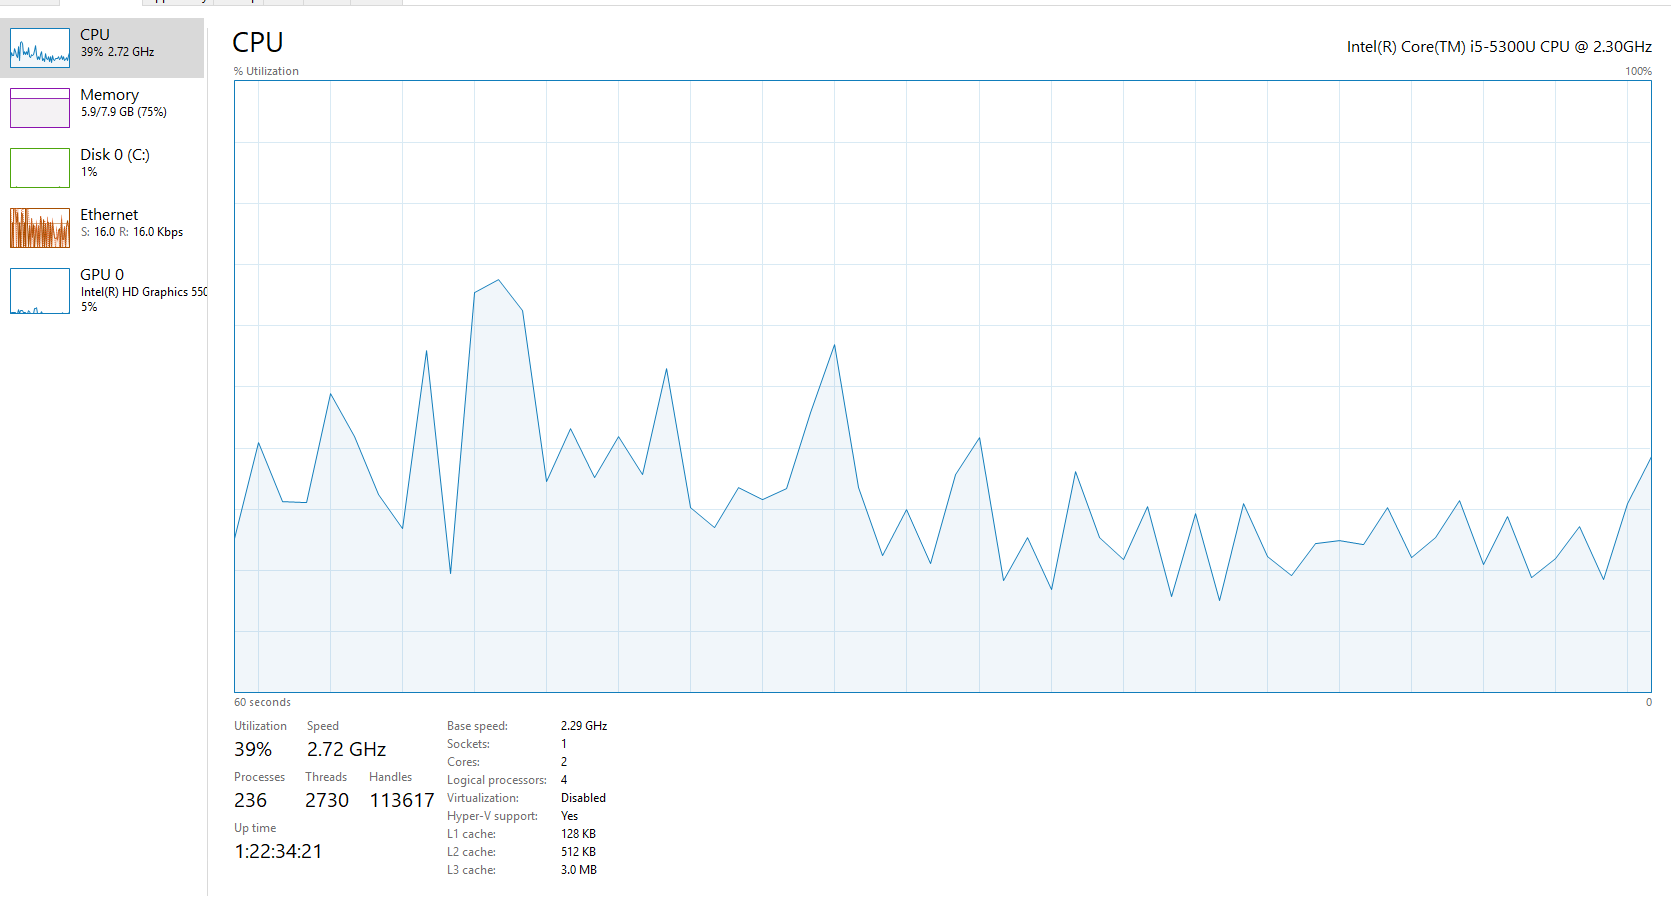 CPU
39% 2.72 GHz
Memory
5.9/7.9 GB (75%)
Disk 0 (C:)
1%
Ethernet
S: 16.0 R: 16.0 Kbps
GPU 0
Intel(R) HD Graphics 550
5%
CPU
Intel(R) Core(TM) i5-5300U CPU @ 2.30GHz
% Utilization
100%
60 seconds
0
Utilization Speed
39% 2.72 GHz
Processes Threads Handles
236 2730 113617
Up time
1:22:34:21
Base speed: 2.29 GHz
Sockets: 1
Cores: 2
Logical processors: 4
Virtualization: Disabled
Hyper-V support: Yes
L1 cache: 128 KB
L2 cache: 512 KB
L3 cache: 3.0 MB